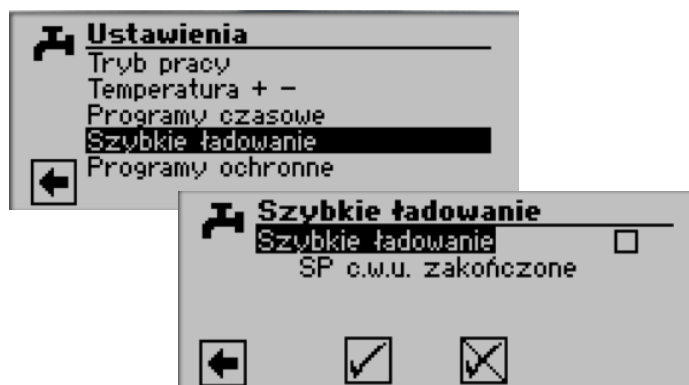 Ustawienia
Tryb pracy
Temperatura + -
Programy czasowe
Szybkie ładowanie
Programy ochronne
Szybkie ładowanie
Szybkie ładowanie
SP c.w.u. zakończone